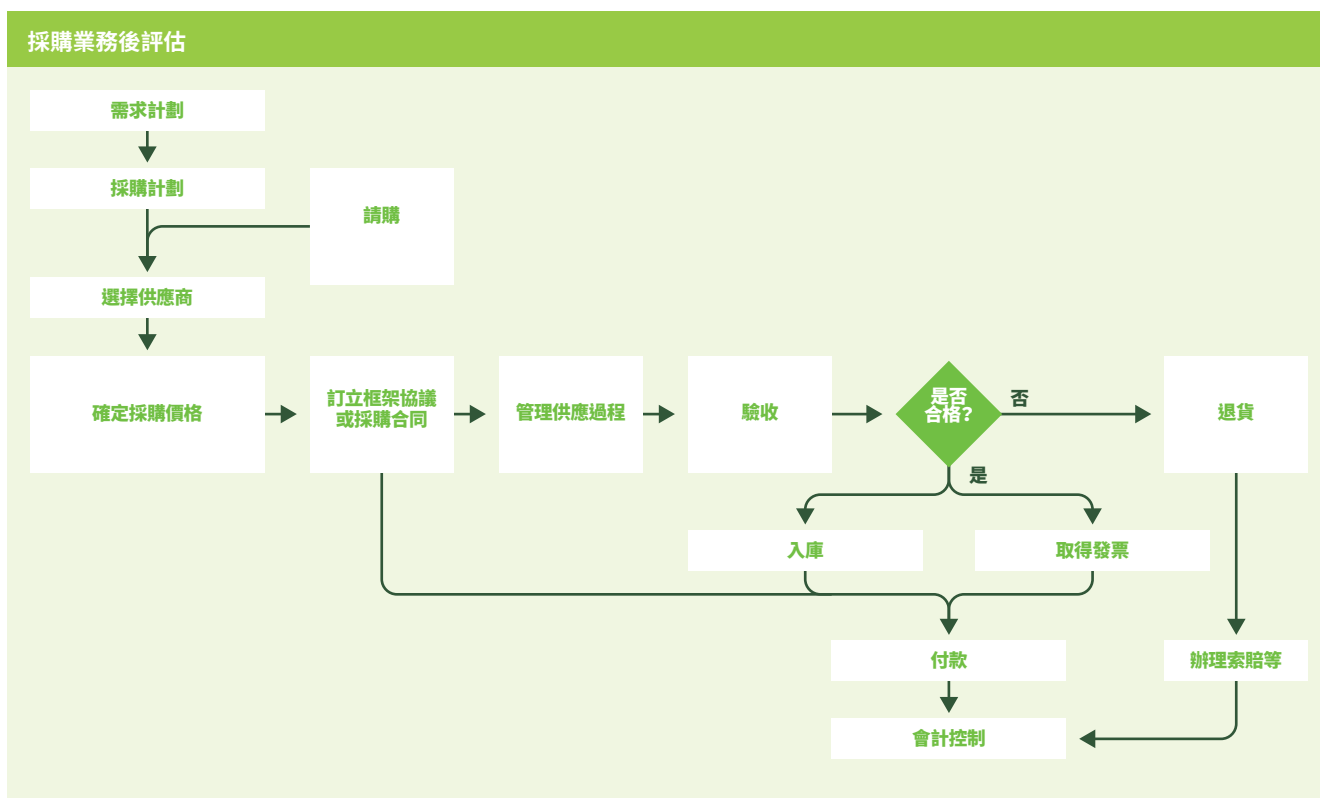 採購業務後評估
需求計劃
採購計劃
請購
選擇供應商
確定採購價格
訂立框架協議
或採購合同
管理供應過程
驗收
是否
合格?
否
退貨
是
入庫
取得發票
付款
辦理索賠等
會計控制